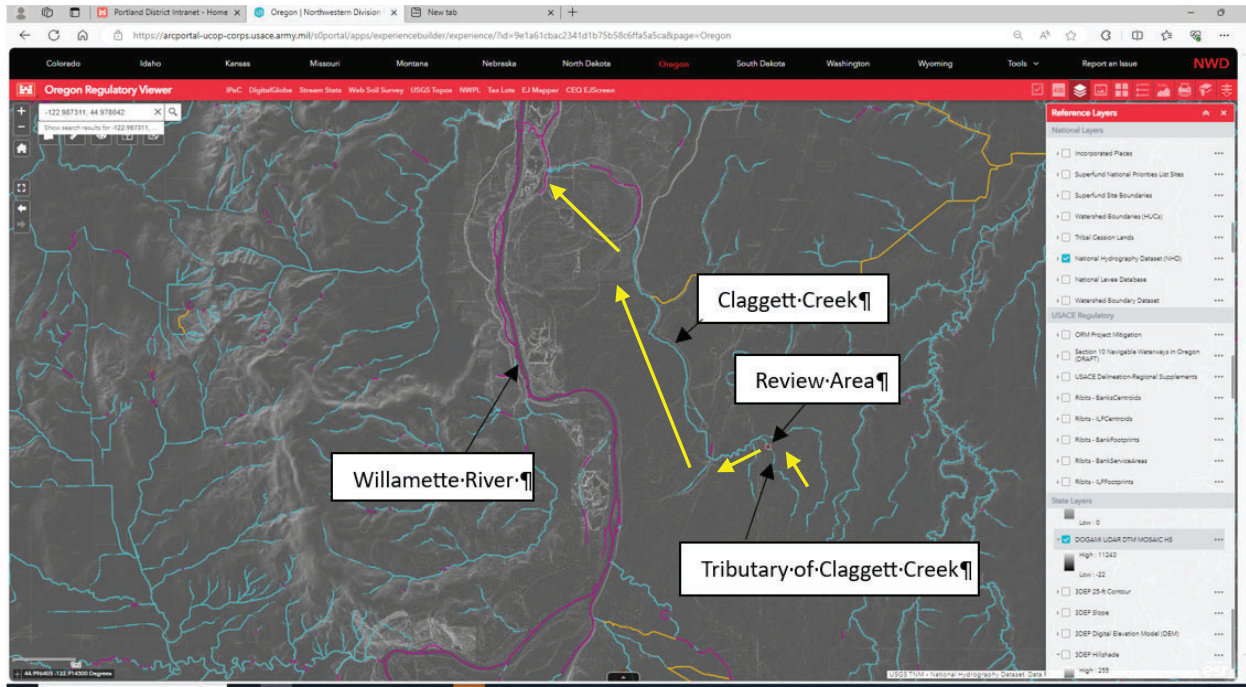 Portland District Intranet - Home
Oregon | Northwestern Division
New tab
https://arcportal-ucop-corps.usace.army.mil/s0portal/apps/experiencebuilder/experience/?id=9e1a61cbac2341d1b75b58c6ffa5a5ca&page=Oregon
Colorado Idaho Kansas Missouri Montana Nebraska North Dakota Oregon South Dakota Washington Wyoming Tools Report an Issue NWD
Oregon Regulatory Viewer
IPaC DigitalGlobe Stream Stats Web Soil Survey USGS Topos NWPL Tax Lots EJ Mapper CEQ EJScreen
-122.987311; 44.978042
Show search results for -122.987311; ...
Claggett·Creek¶
Review·Area¶
Willamette·River·¶
Tributary·of·Claggett·Creek¶
Reference Layers
National Layers
Incorporated Places
Superfund National Priorities List Sites
Superfund Site Boundaries
Watershed Boundaries (HUCs)
Tribal Cession Lands
National Hydrography Dataset (NHD)
National Levee Database
Watershed Boundary Dataset
USACE Regulatory
ORM Project Mitigation
Section 10 Navigable Waterways in Oregon
(DRAFT)
USACE Delineation-Regional Supplements
Ribits - BanksCentroids
Ribits - ILFCentroids
Ribits - BankFootprints
Ribits - BankServiceAreas
Ribits - ILFFootprints
State Layers
Low : 0
DOGAMI LIDAR DTM MOSAIC HS
High : 11243
Low : -22
3DEP 25-ft Contour
3DEP Slope
3DEP Digital Elevation Model (DEM)
3DEP Hillshade
High : 255
44.996405 -122.914300 Degrees
USGS TNM - National Hydrography Dataset. Data
esri